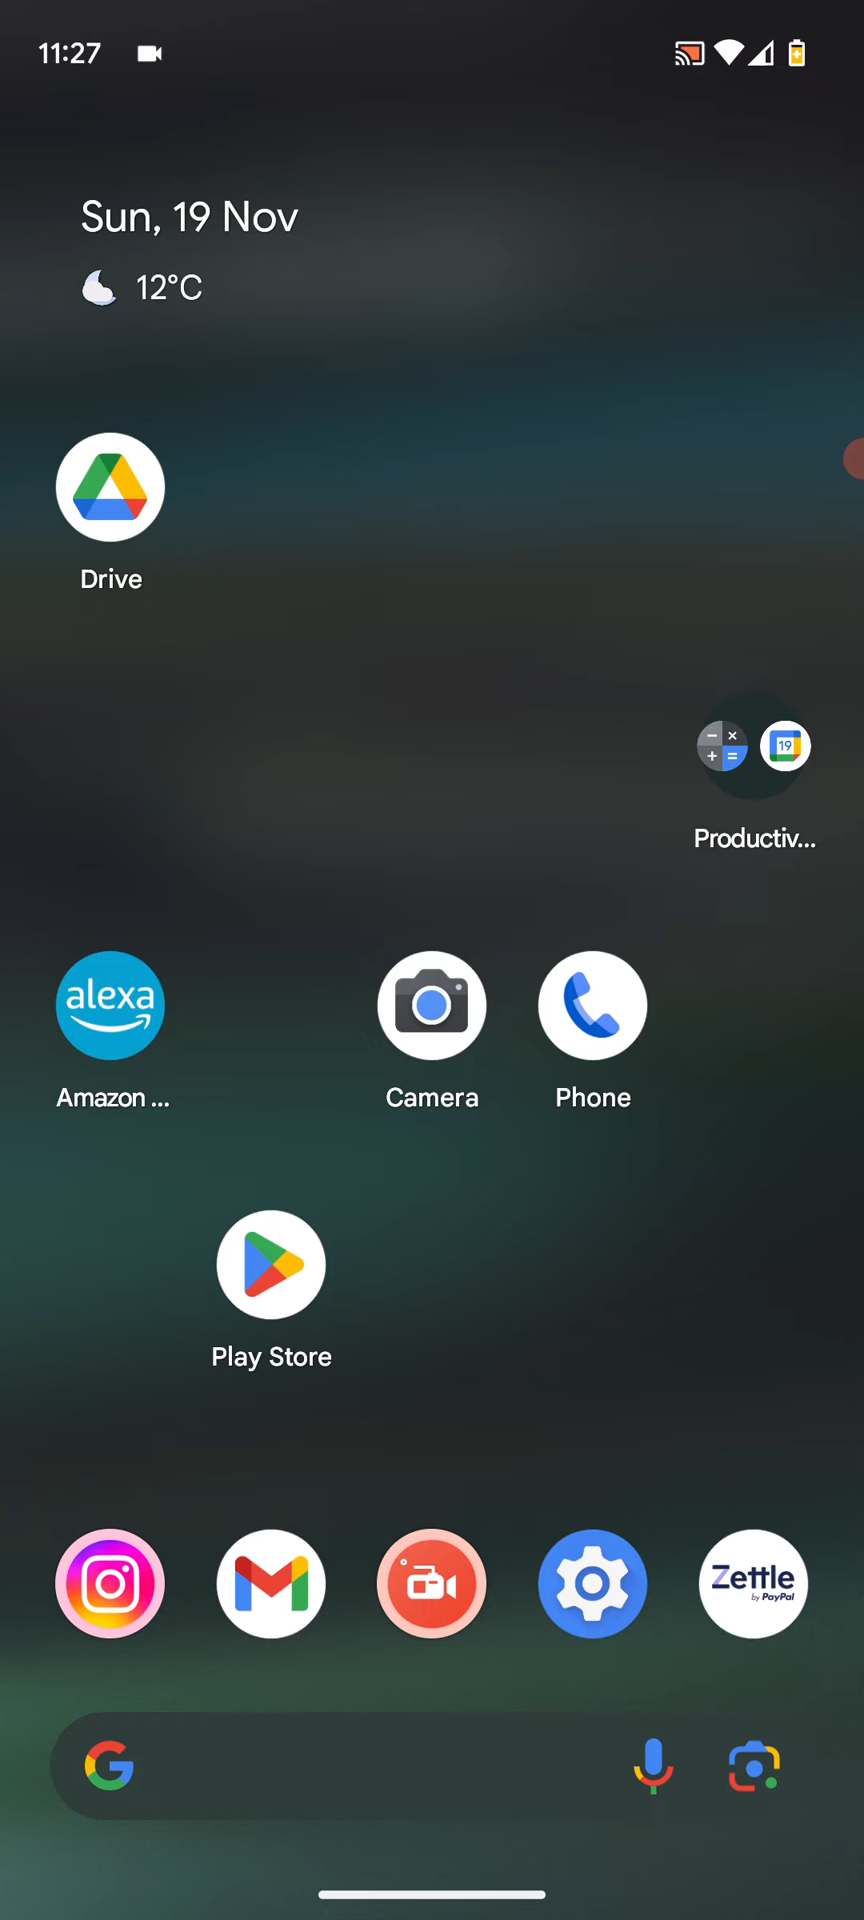 11:27
Sun, 19 Nov
12°C
Drive
19
Productiv...
alexa
Amazon ...
Camera
Phone
Play Store
Zettle
by PayPal